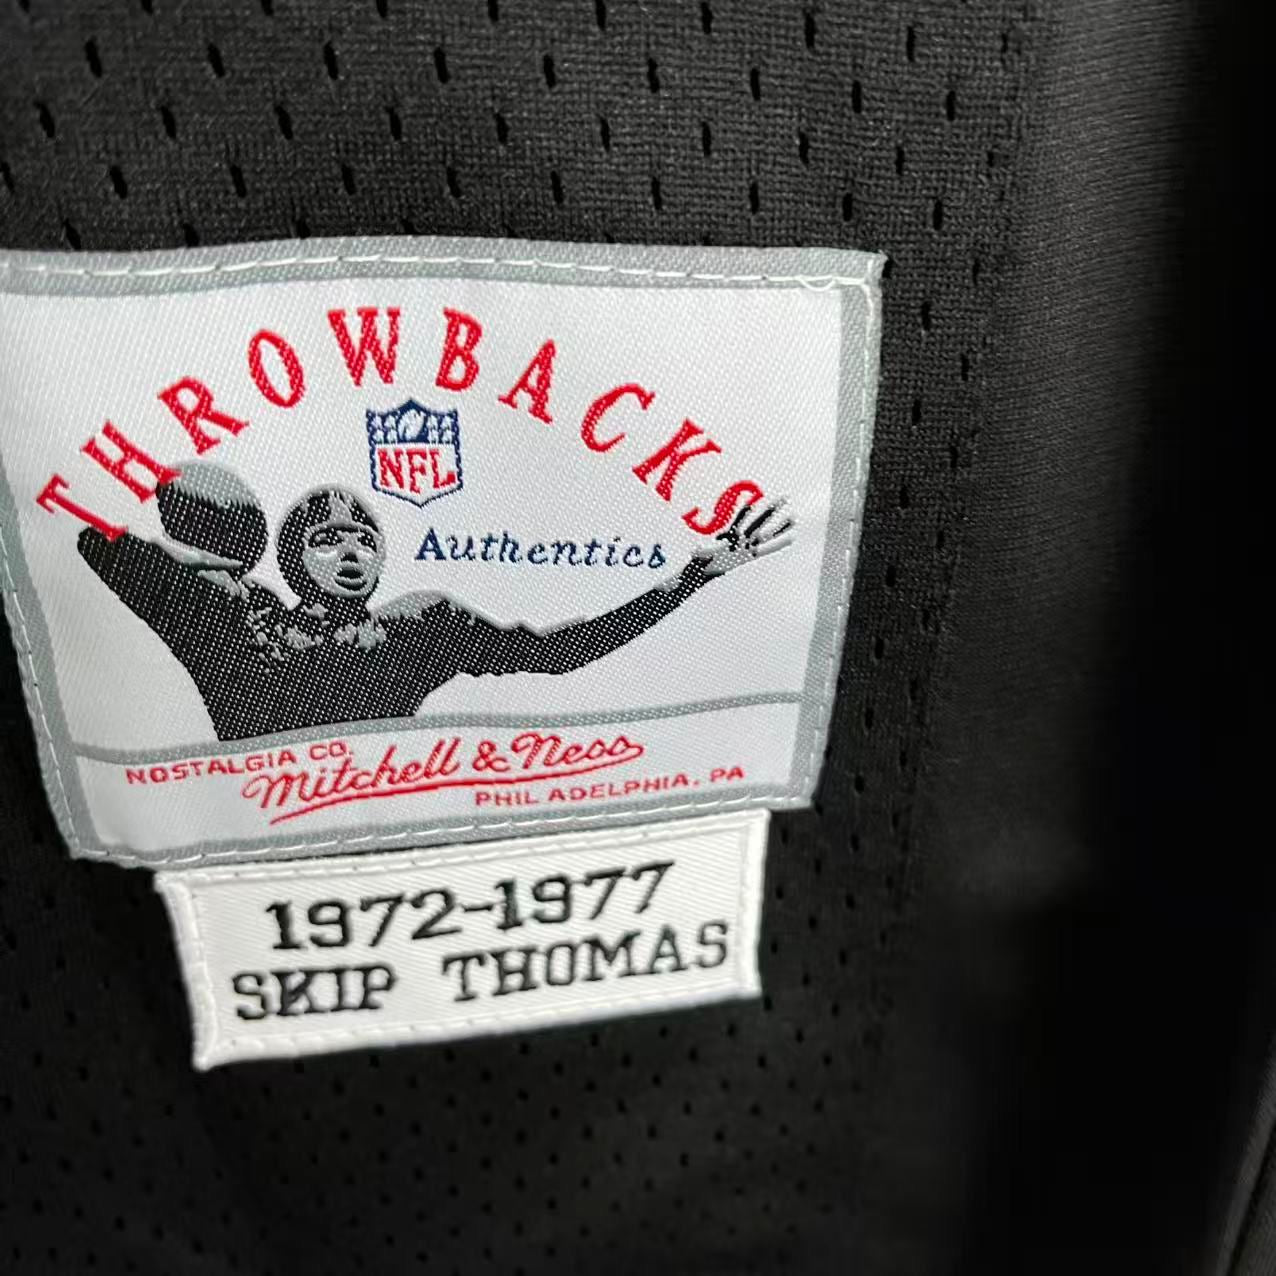 THROWBACKS
NFL
Authentics
NOSTALGIA CO.
Mitchell & Ness
PHILADELPHIA, PA
1972-1977
SKIP THOMAS